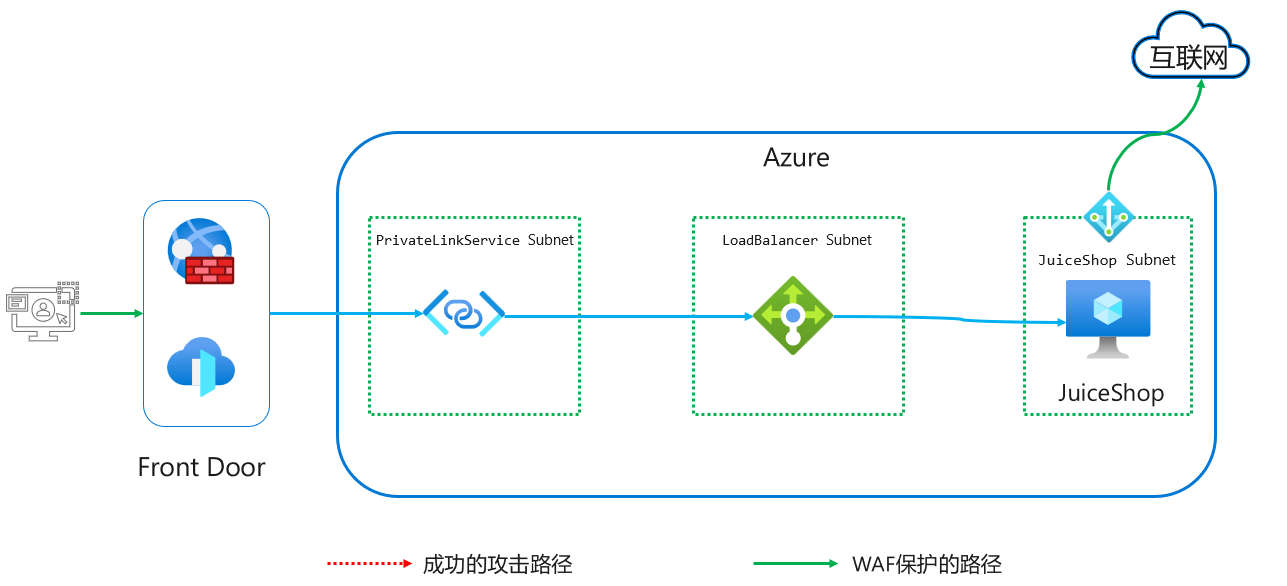 互联网
Azure
PrivateLinkService Subnet
LoadBalancer Subnet
JuiceShop Subnet
JuiceShop
Front Door
成功的攻击路径
WAF保护的路径